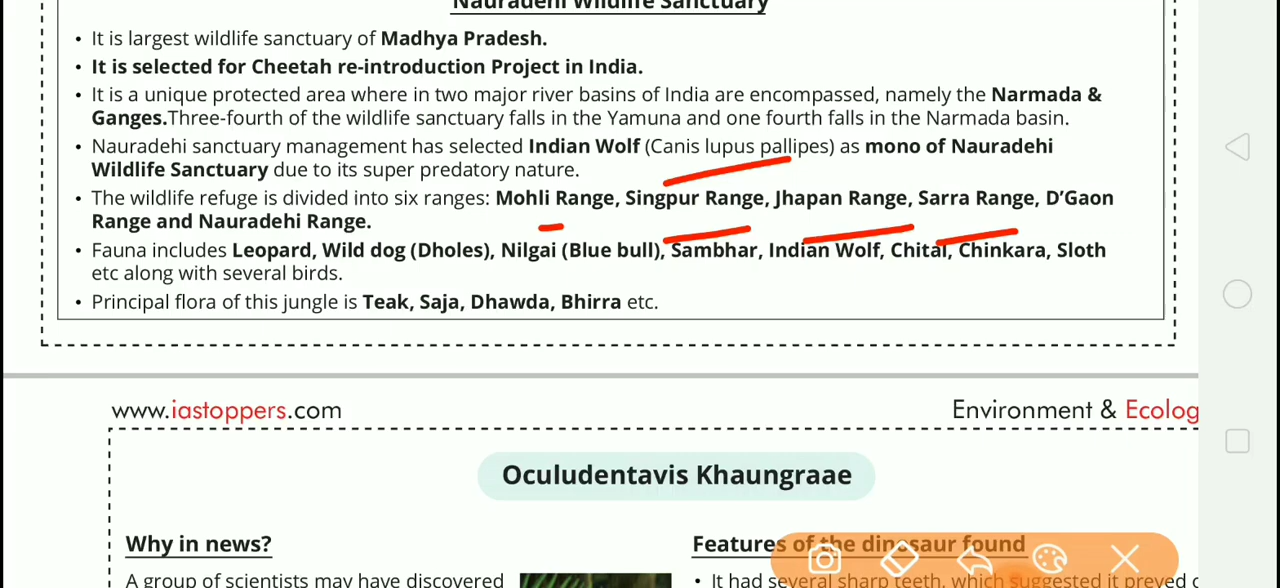 Nauradehi Wildlife Sanctuary
• It is largest wildlife sanctuary of Madhya Pradesh.
• It is selected for Cheetah re-introduction Project in India.
• It is a unique protected area where in two major river basins of India are encompassed, namely the Narmada &
Ganges.Three-fourth of the wildlife sanctuary falls in the Yamuna and one fourth falls in the Narmada basin.
• Nauradehi sanctuary management has selected Indian Wolf (Canis lupus pallipes) as mono of Nauradehi
Wildlife Sanctuary due to its super predatory nature.
• The wildlife refuge is divided into six ranges: Mohli Range, Singpur Range, Jhapan Range, Sarra Range, D’Gaon
Range and Nauradehi Range.
• Fauna includes Leopard, Wild dog (Dholes), Nilgai (Blue bull), Sambhar, Indian Wolf, Chital, Chinkara, Sloth
etc along with several birds.
• Principal flora of this jungle is Teak, Saja, Dhawda, Bhirra etc.
www.iastoppers.com
Environment & Ecolog
Oculudentavis Khaungraae
Why in news?
Features of the dinosaur found
A group of scientists may have discovered
• It had several sharp teeth, which suggested it preyed